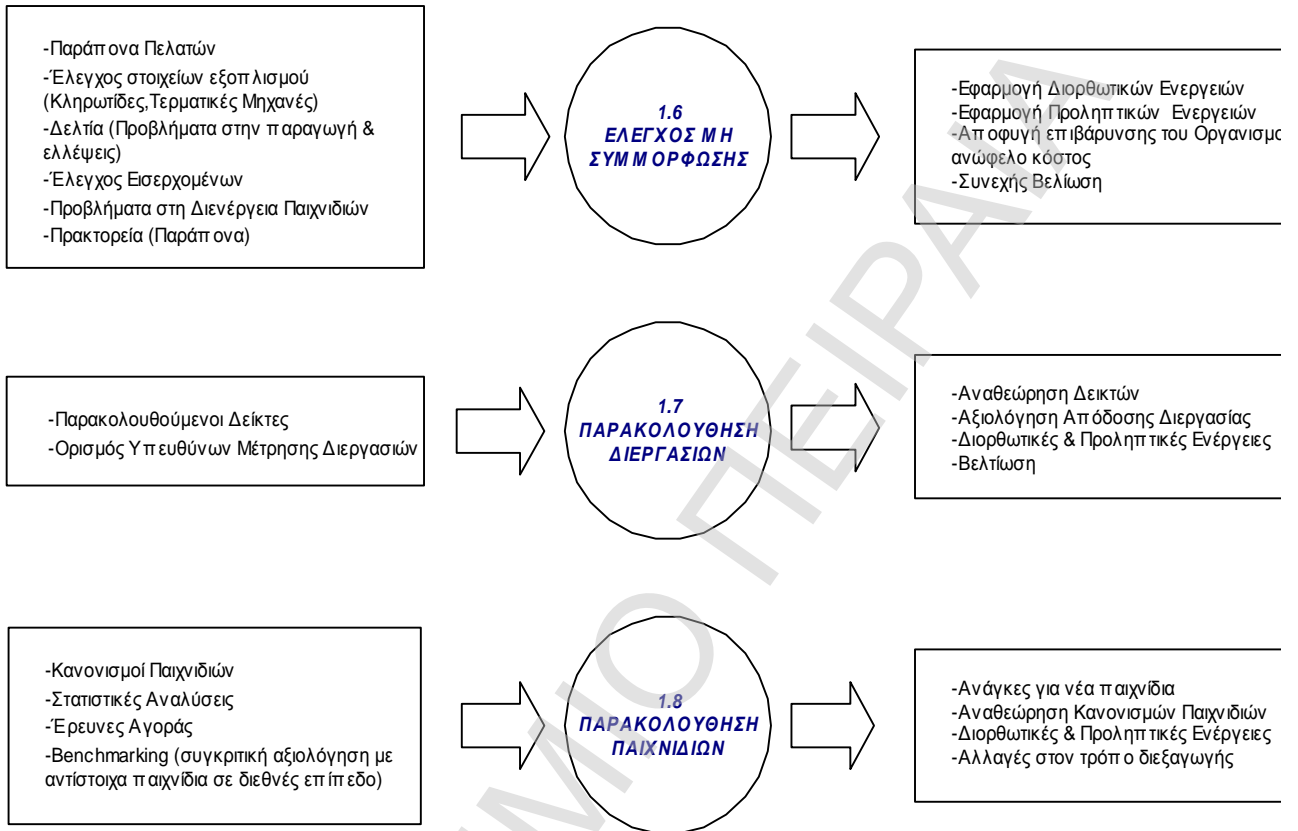 -Παράπονα Πελατών
-Έλεγχος στοιχείων εξοπλισμού
(Κληρωτίδες,Τερματικές Μηχανές)
-Δελτία (Προβλήματα στην παραγωγή &
ελλέψεις)
-Έλεγχος Εισερχομένων
-Προβλήματα στη Διενέργεια Παιχνιδιών
-Πρακτορεία (Παράπονα)
1.6
ΕΛΕΓΧΟΣ ΜΗ
ΣΥΜΜΟΡΦΩΣΗΣ
-Εφαρμογή Διορθωτικών Ενεργειών
-Εφαρμογή Προληπτικών Ενεργειών
-Αποφυγή επιβάρυνσης του Οργανισμο
ανώφελο κόστος
-Συνεχής Βελίωση
-Παρακολουθούμενοι Δείκτες
-Ορισμός Υπευθύνων Μέτρησης Διεργασιών
1.7
ΠΑΡΑΚΟΛΟΥΘΗΣΗ
ΔΙΕΡΓΑΣΙΩΝ
-Αναθεώρηση Δεικτών
-Αξιολόγηση Απόδοσης Διεργασίας
-Διορθωτικές & Προληπτικές Ενέργειες
-Βελτίωση
-Κανονισμοί Παιχνιδιών
-Στατιστικές Αναλύσεις
-Έρευνες Αγοράς
-Benchmarking (συγκριτική αξιολόγηση με
αντίστοιχα παιχνίδια σε διεθνές επίπεδο)
1.8
ΠΑΡΑΚΟΛΟΥΘΗΣΗ
ΠΑΙΧΝΙΔΙΩΝ
-Ανάγκες για νέα παιχνίδια
-Αναθεώρηση Κανονισμών Παιχνιδιών
-Διορθωτικές & Προληπτικές Ενέργειες
-Αλλαγές στον τρόπο διεξαγωγής
ΜΙΟ ΠΕΙΡΑΙΑ